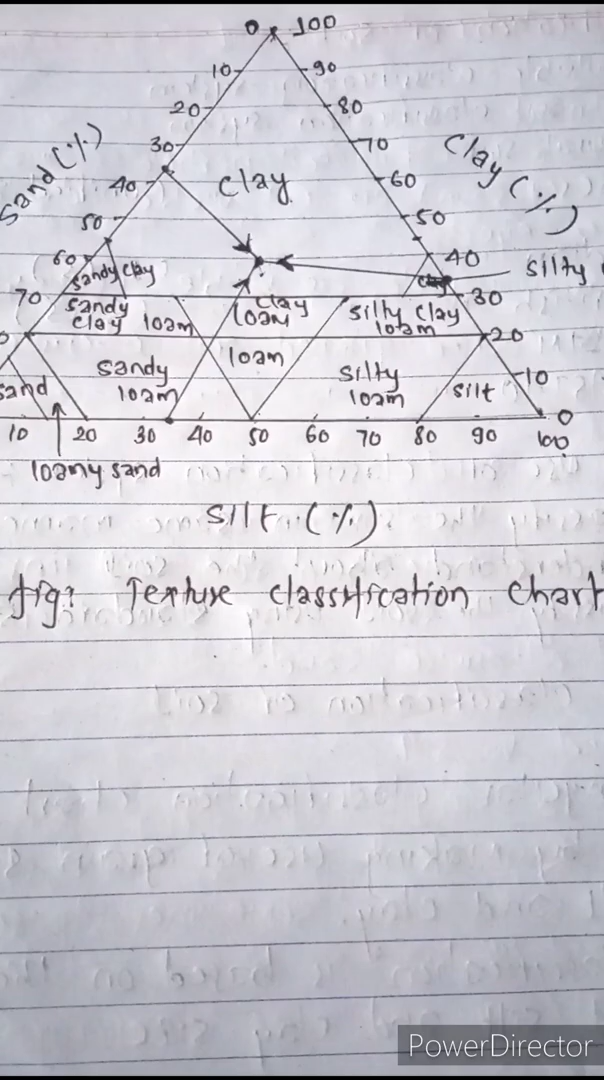 0 100
10 90
20 80
30 70
Sand (%) 40 clay 60 Clay (%)
50 50
60 sandy clay 40 silty
70 sandy clay loam clay loam silty clay loam 30
20
sandy loam loam silty loam silt 10
sand
0
10 20 30 40 50 60 70 80 90 100
loamy sand
silt (%)
fig: Texture classification Chart
PowerDirector